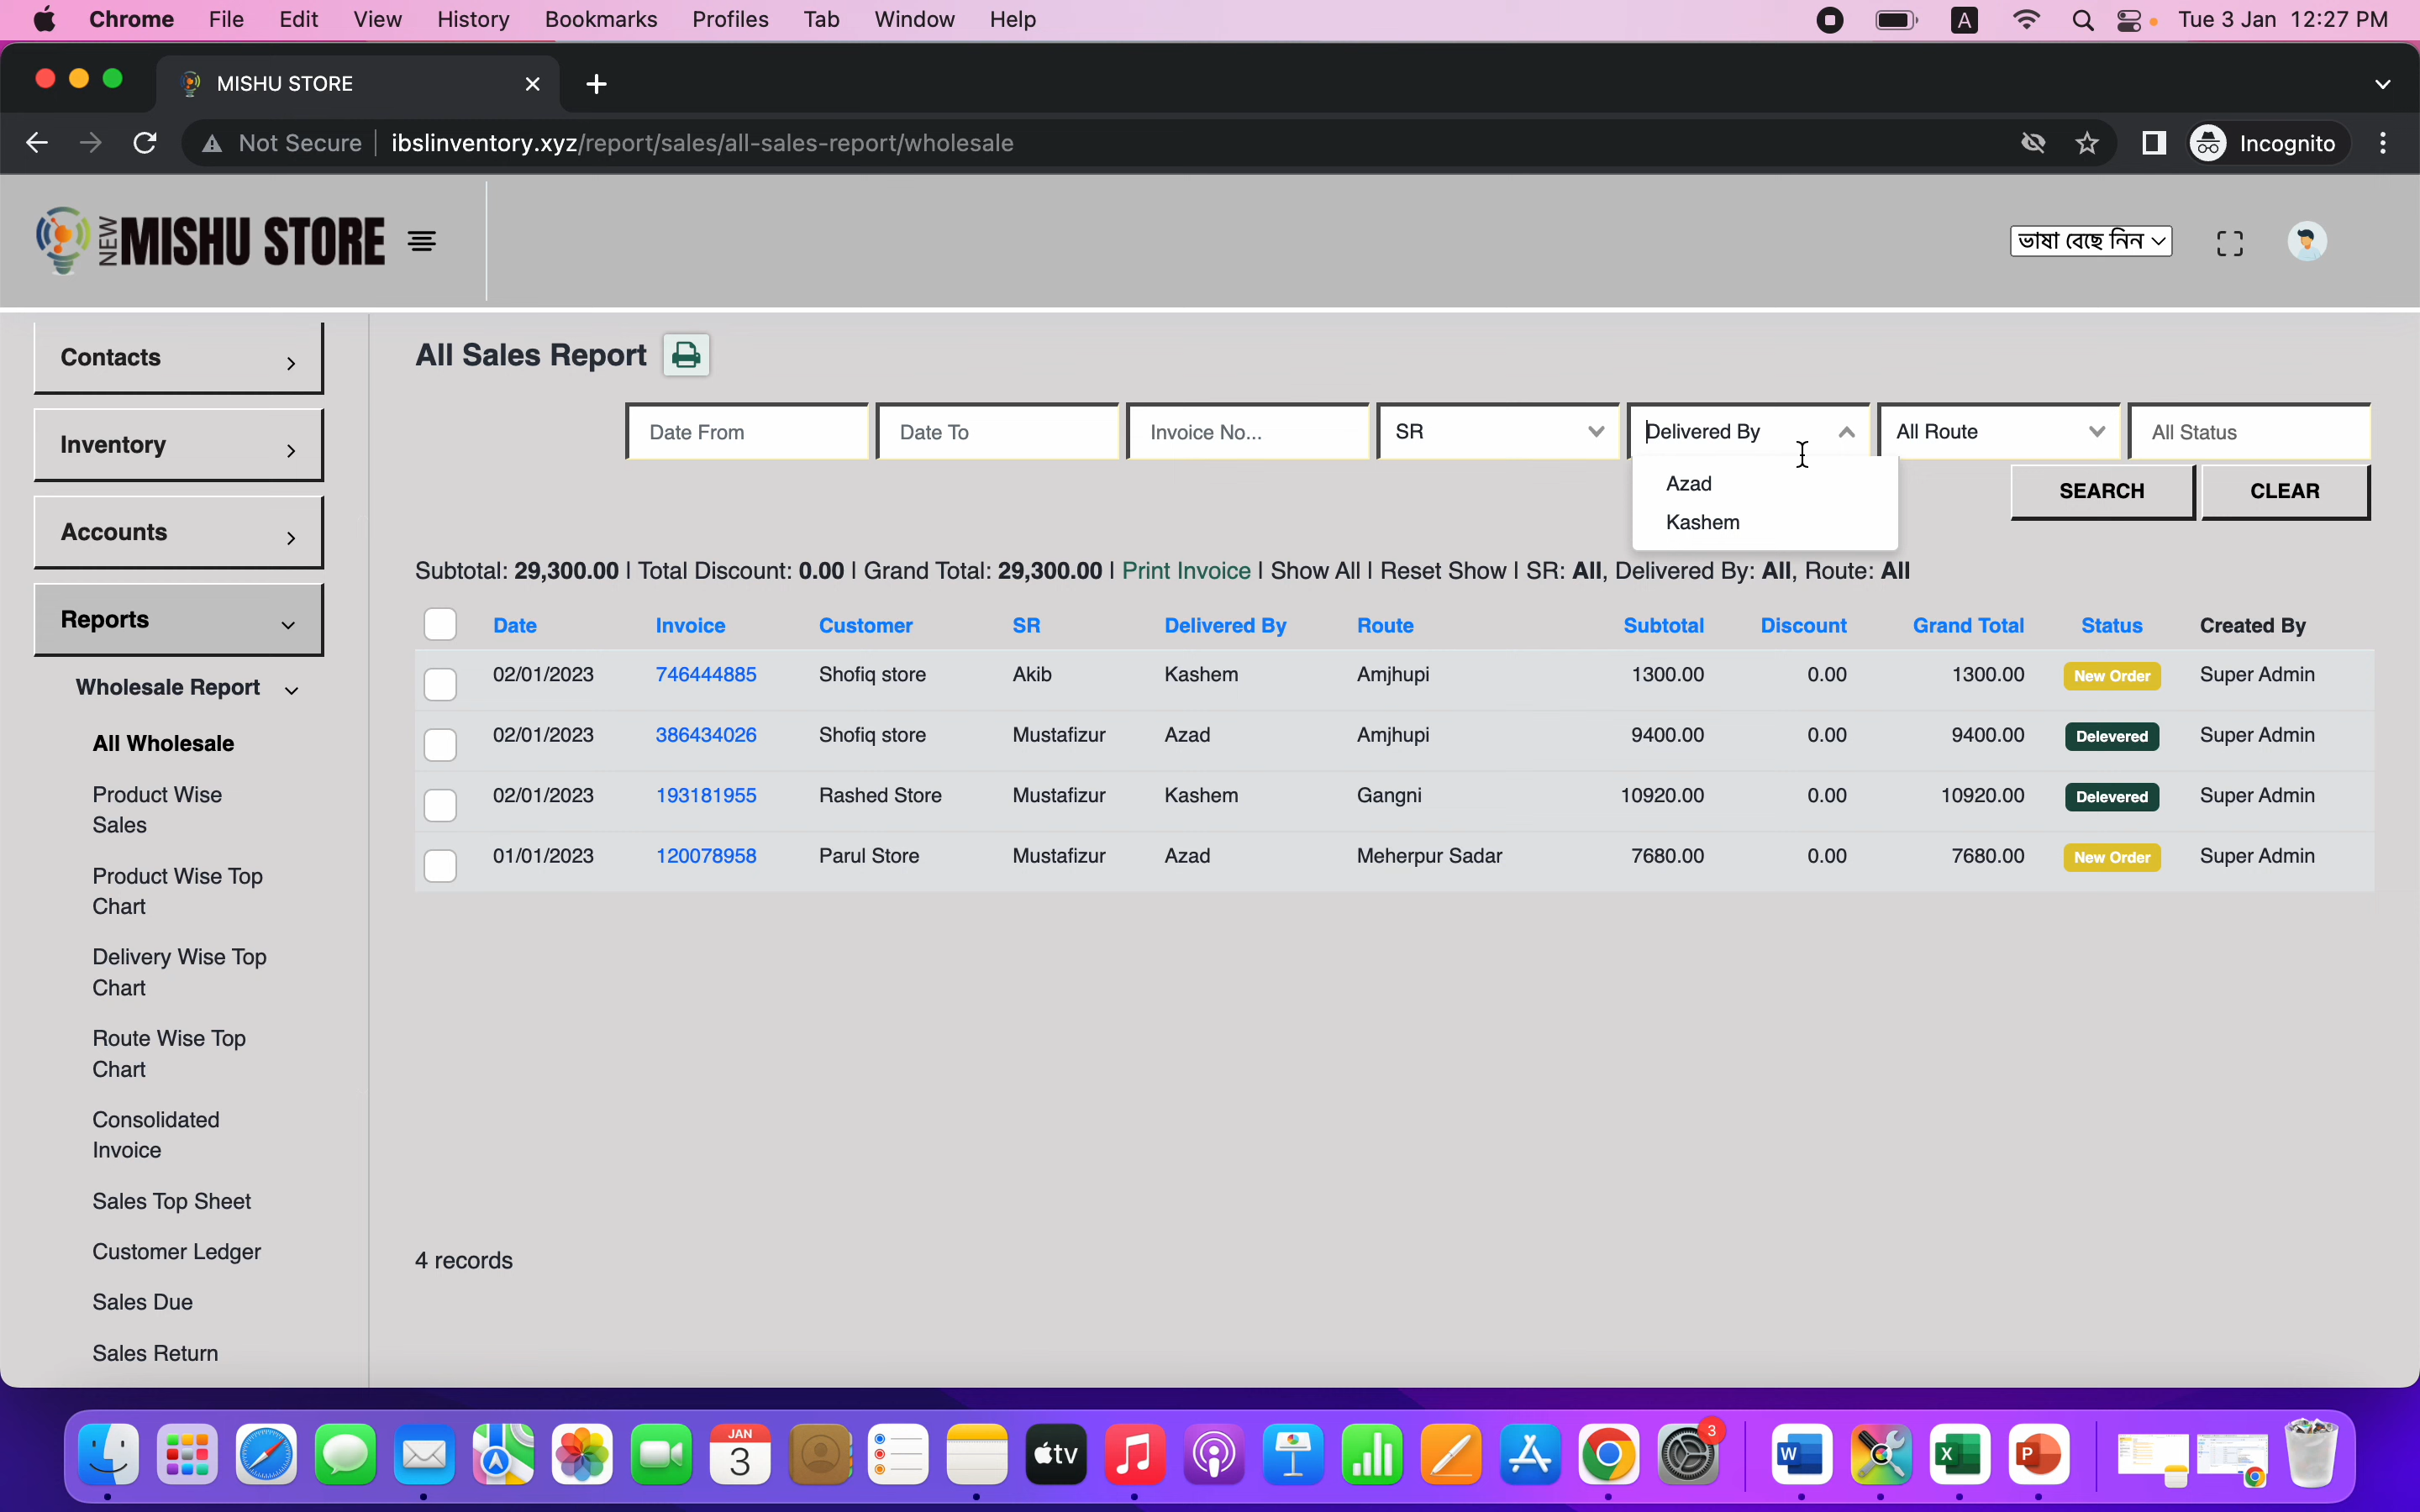 Chrome File Edit View History Bookmarks Profiles Tab Window Help A Tue 3 Jan 12:27 PM
MISHU STORE
Not Secure ibslinventory.xyz/report/sales/all-sales-report/wholesale Incognito
NEW MISHU STORE ভাষা বেছে নিন
Contacts
Inventory
Accounts
Reports
Wholesale Report
All Wholesale
Product Wise
Sales
Product Wise Top
Chart
Delivery Wise Top
Chart
Route Wise Top
Chart
Consolidated
Invoice
Sales Top Sheet
Customer Ledger
Sales Due
Sales Return
All Sales Report
Date From Date To Invoice No... SR Delivered By All Route All Status
Azad
Kashem
SEARCH CLEAR
Subtotal: 29,300.00 | Total Discount: 0.00 | Grand Total: 29,300.00 | Print Invoice | Show All | Reset Show | SR: All, Delivered By: All, Route: All
Date Invoice Customer SR Delivered By Route Subtotal Discount Grand Total Status Created By
02/01/2023 746444885 Shofiq store Akib Kashem Amjhupi 1300.00 0.00 1300.00 New Order Super Admin
02/01/2023 386434026 Shofiq store Mustafizur Azad Amjhupi 9400.00 0.00 9400.00 Delevered Super Admin
02/01/2023 193181955 Rashed Store Mustafizur Kashem Gangni 10920.00 0.00 10920.00 Delevered Super Admin
01/01/2023 120078958 Parul Store Mustafizur Azad Meherpur Sadar 7680.00 0.00 7680.00 New Order Super Admin
4 records
JAN
3
tv
3
W
X
P